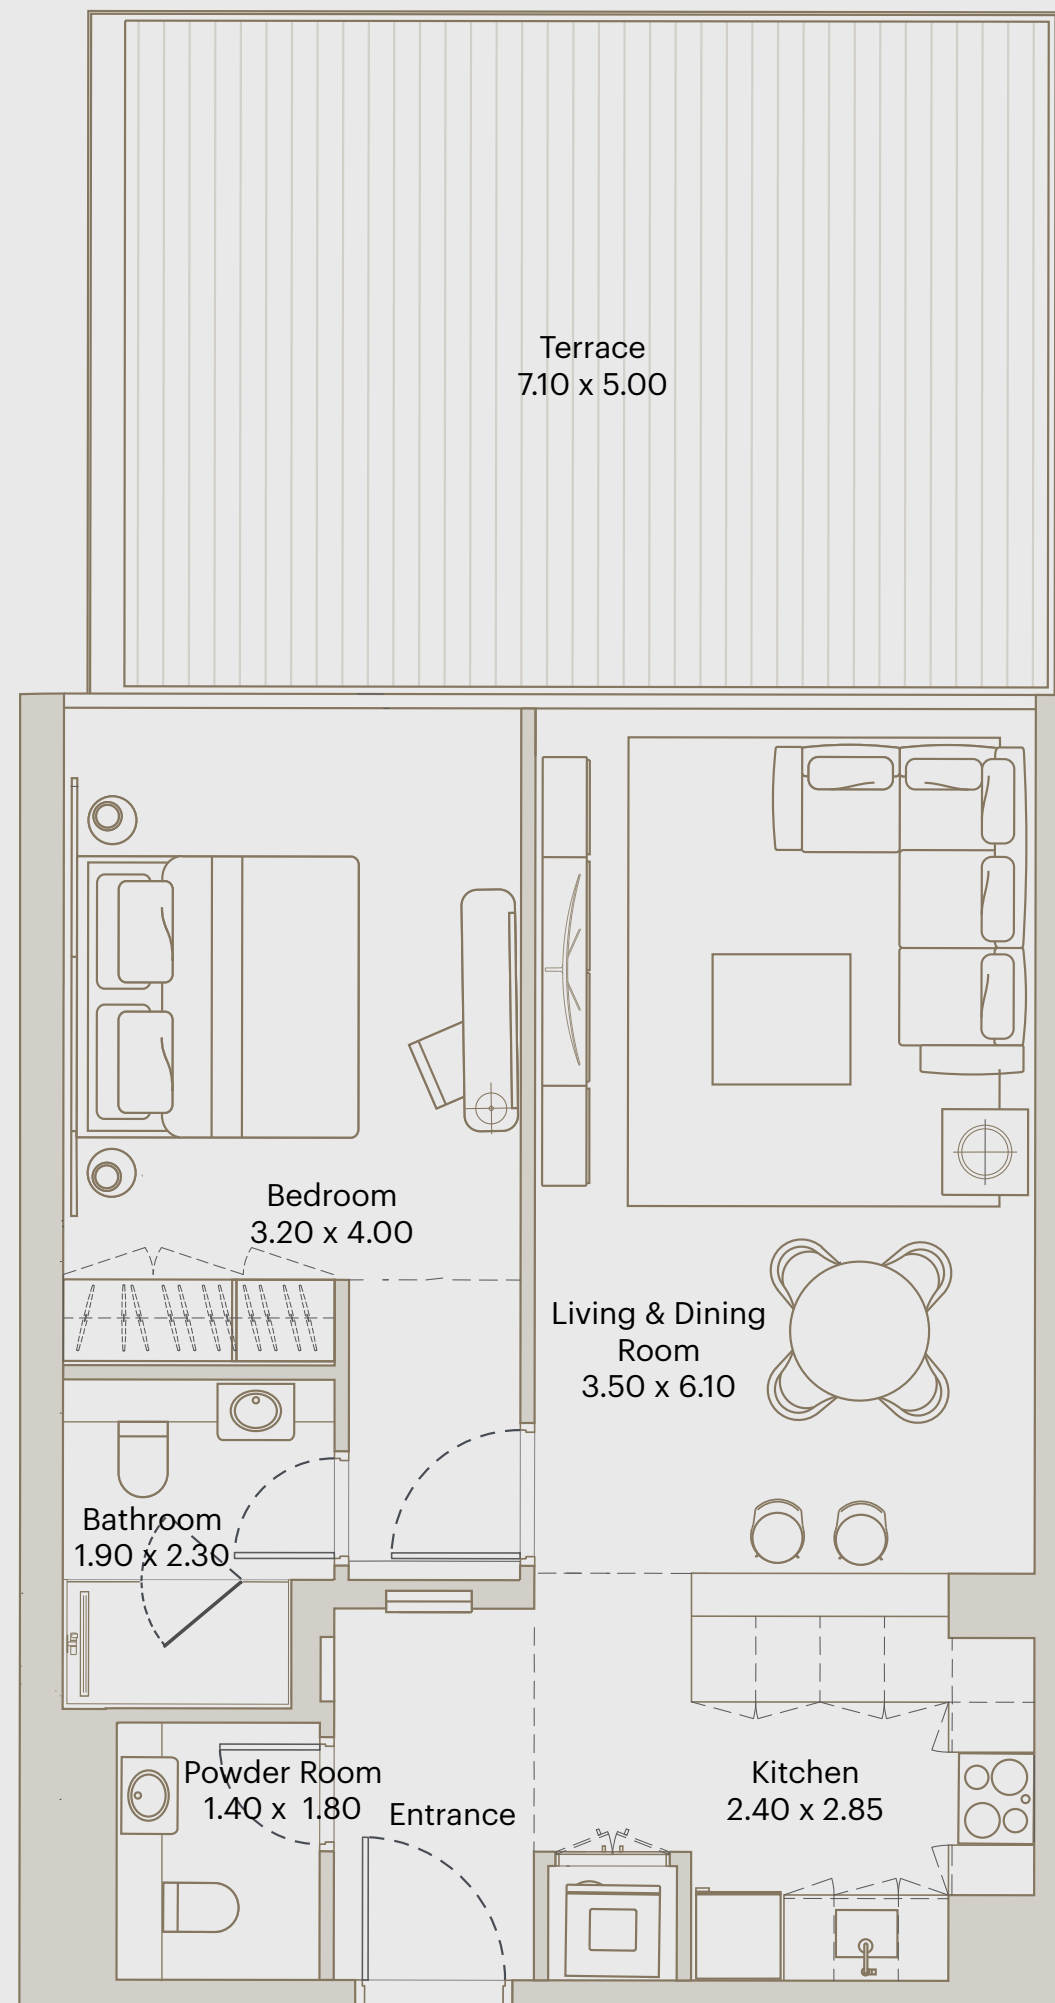 Terrace
7.10 x 5.00
Bedroom
3.20 x 4.00
Living & Dining
Room
3.50 x 6.10
Bathroom
1.90 x 2.30
Powder Room
1.40 x 1.80
Entrance
Kitchen
2.40 x 2.85